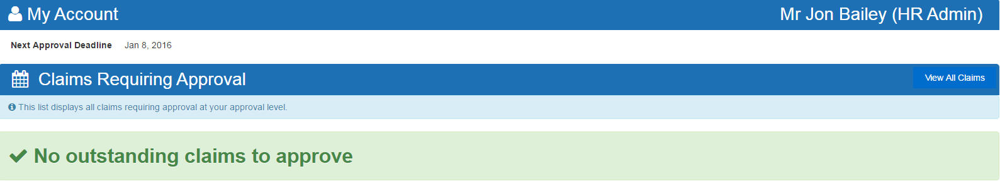 My Account
Mr Jon Bailey (HR Admin)
Next Approval Deadline Jan 8, 2016
Claims Requiring Approval
View All Claims
This list displays all claims requiring approval at your approval level.
No outstanding claims to approve